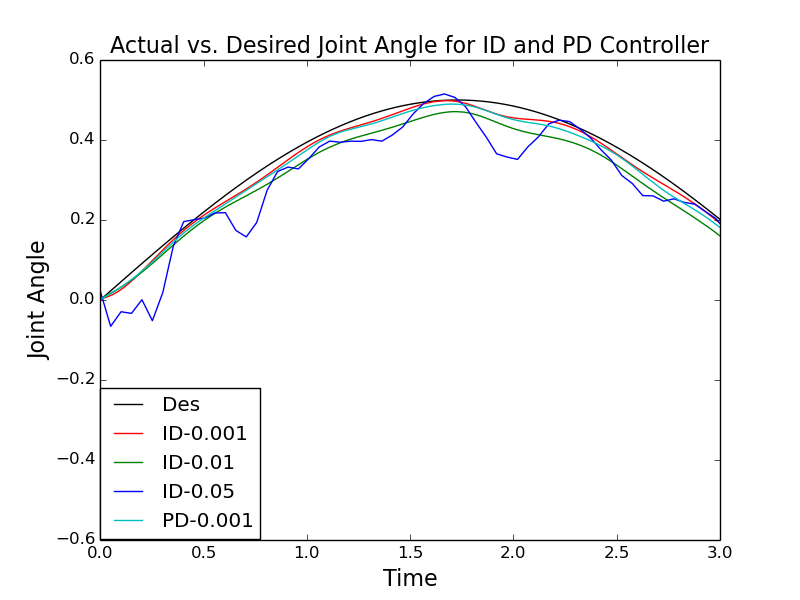 Actual vs. Desired Joint Angle for ID and PD Controller
0.6
0.4
0.2
0.0
−0.2
−0.4
−0.6
Joint Angle
Des
ID-0.001
ID-0.01
ID-0.05
PD-0.001
0.0 0.5 1.0 1.5 2.0 2.5 3.0
Time